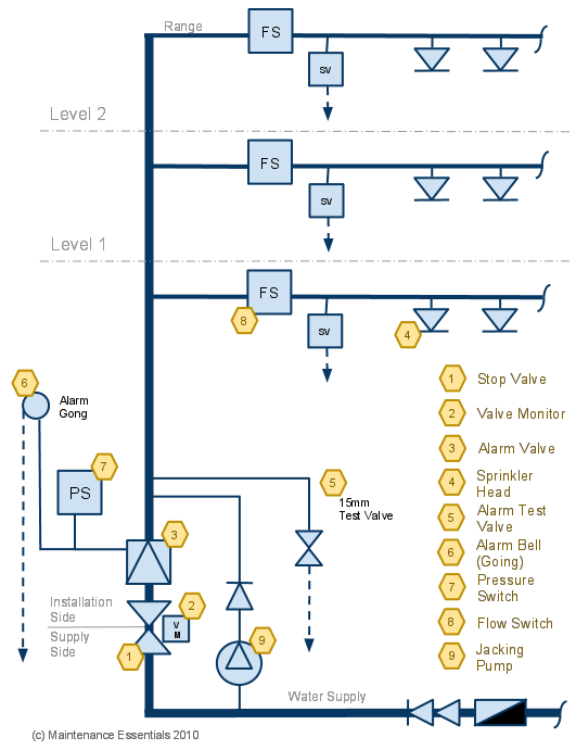 Range
FS
sv
Level 2
FS
sv
Level 1
FS
8
sv
4
6
Alarm
Gong
7
PS
5
15mm
Test Valve
3
Installation
Side
2
V
M
Supply
Side
1
9
Water Supply
1 Stop Valve
2 Valve Monitor
3 Alarm Valve
4 Sprinkler
Head
5 Alarm Test
Valve
6 Alarm Bell
(Going)
7 Pressure
Switch
8 Flow Switch
9 Jacking
Pump
(c) Maintenance Essentials 2010